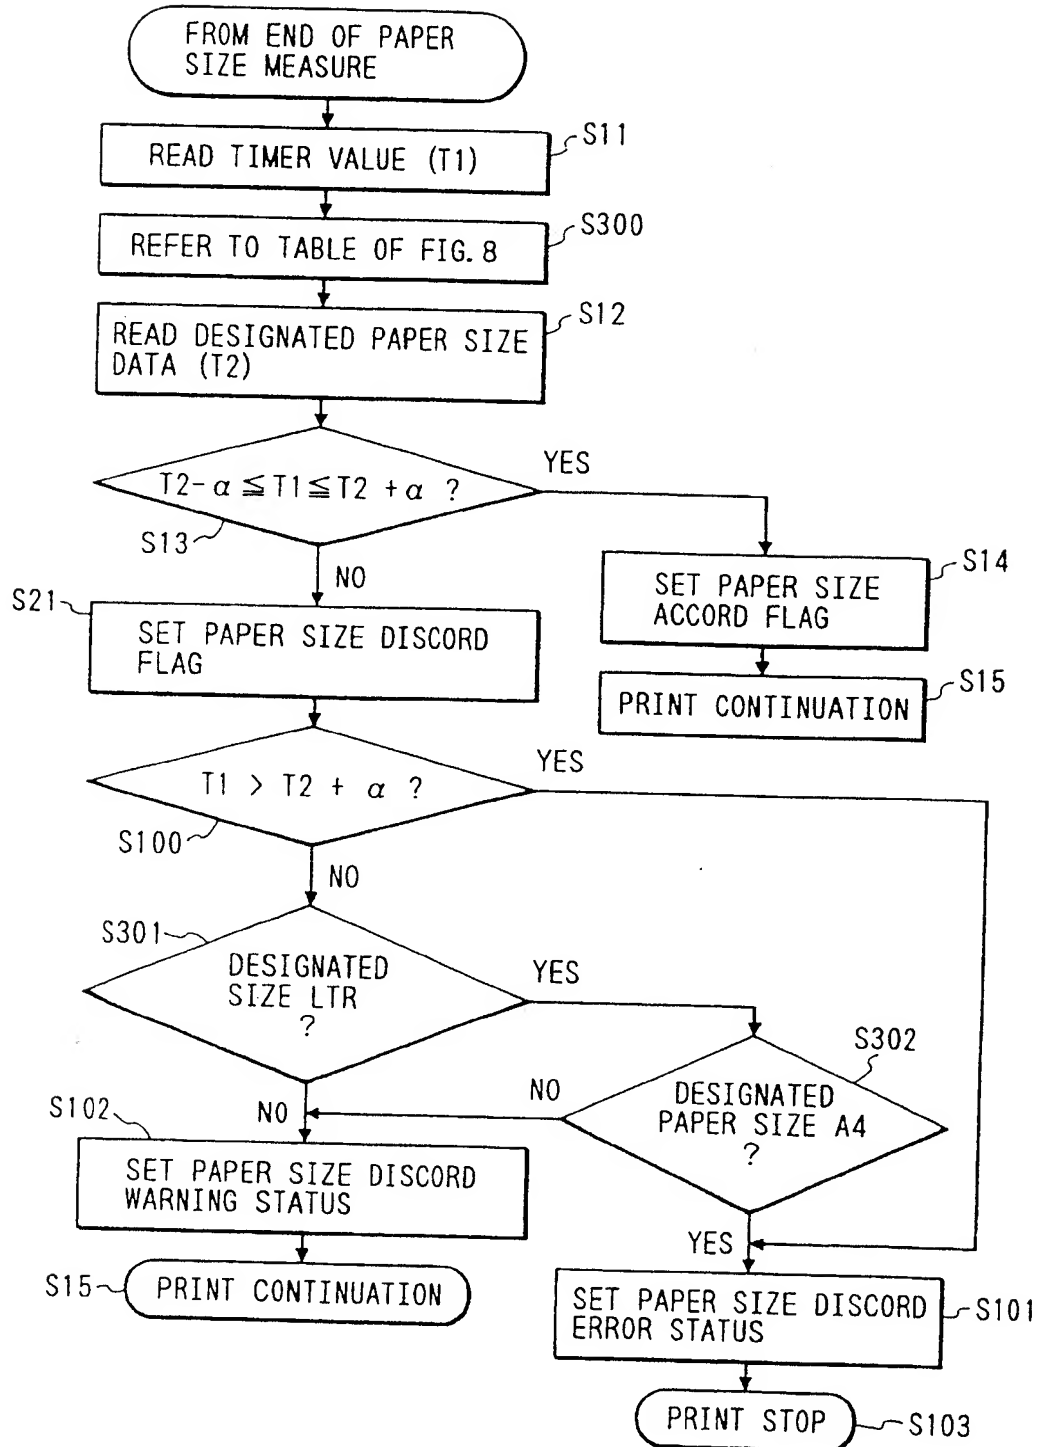 FROM END OF PAPER
SIZE MEASURE
READ TIMER VALUE (T1)
S11
REFER TO TABLE OF FIG. 8
S300
READ DESIGNATED PAPER SIZE
DATA (T2)
S12
T2-α ≦ T1 ≦ T2 +α ?
S13
YES
NO
SET PAPER SIZE
ACCORD FLAG
S14
PRINT CONTINUATION
S15
S21
SET PAPER SIZE DISCORD
FLAG
T1 > T2 + α ?
S100
YES
NO
S301
DESIGNATED
SIZE LTR
?
YES
NO
S302
DESIGNATED
PAPER SIZE A4
?
NO
YES
S102
SET PAPER SIZE DISCORD
WARNING STATUS
S15
PRINT CONTINUATION
SET PAPER SIZE DISCORD
ERROR STATUS
S101
PRINT STOP
S103